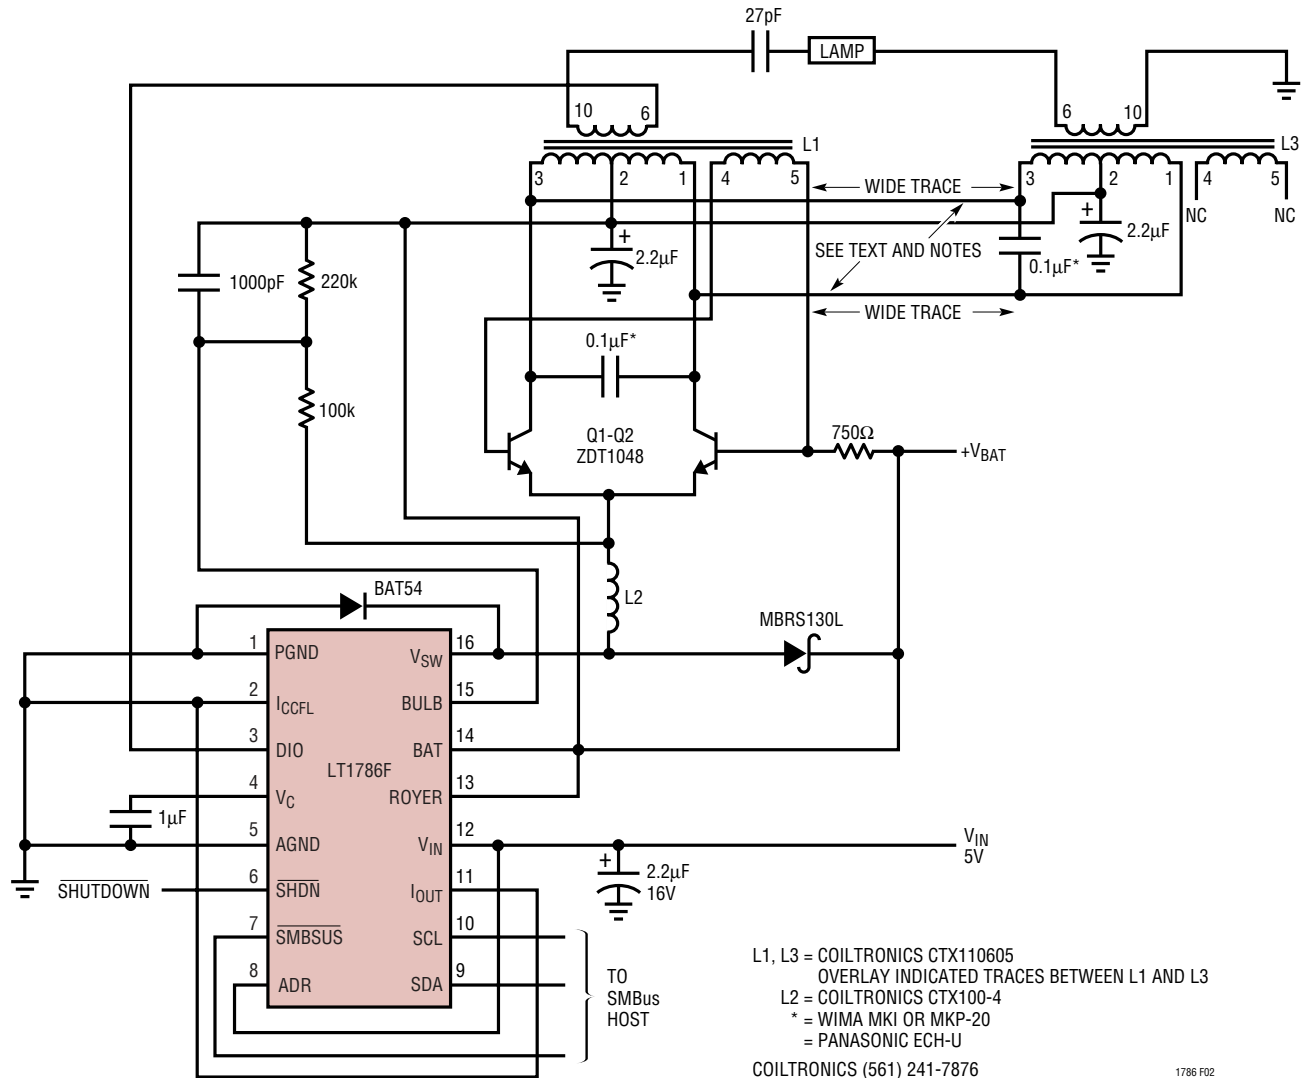 27pF
LAMP
10
6
6
10
L1
L3
3
2
1
4
5
WIDE TRACE
3
2
1
4
5
NC
NC
+
2.2µF
+
2.2µF
SEE TEXT AND NOTES
0.1µF*
1000pF
220k
WIDE TRACE
0.1µF*
100k
Q1-Q2
ZDT1048
750Ω
+VBAT
BAT54
L2
MBRS130L
1
PGND
VSW
16
2
ICCFL
BULB
15
3
DIO
BAT
14
LT1786F
4
VC
ROYER
13
1µF
5
AGND
VIN
12
VIN
5V
+
2.2µF
16V
SHUTDOWN
6
SHDN
IOUT
11
7
SMBSUS
SCL
10
8
ADR
SDA
9
TO
SMBus
HOST
L1, L3 = COILTRONICS CTX110605
OVERLAY INDICATED TRACES BETWEEN L1 AND L3
L2 = COILTRONICS CTX100-4
* = WIMA MKI OR MKP-20
= PANASONIC ECH-U
COILTRONICS (561) 241-7876
1786 F02